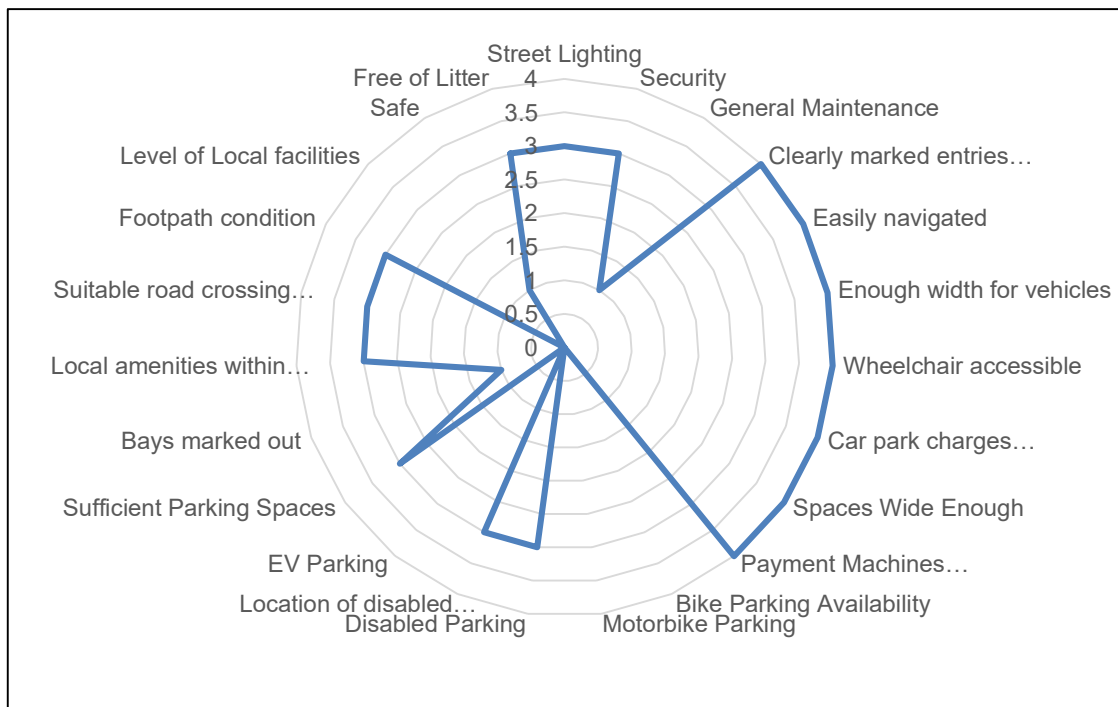 Street Lighting
Security
General Maintenance
Clearly marked entries…
Easily navigated
Enough width for vehicles
Wheelchair accessible
Car park charges…
Spaces Wide Enough
Payment Machines…
Bike Parking Availability
Motorbike Parking
Disabled Parking
Location of disabled…
EV Parking
Sufficient Parking Spaces
Bays marked out
Local amenities within…
Suitable road crossing…
Footpath condition
Level of Local facilities
Safe
Free of Litter
4
3.5
3
2.5
2
1.5
1
0.5
0